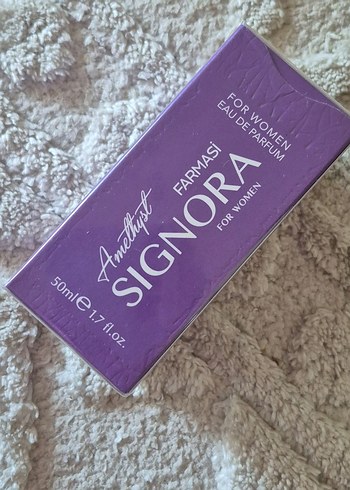 FOR WOMEN
EAU DE PARFUM
FARMASİ
Amethyst
SIGNORA
FOR WOMEN
50ml e 1.7 fl.oz.